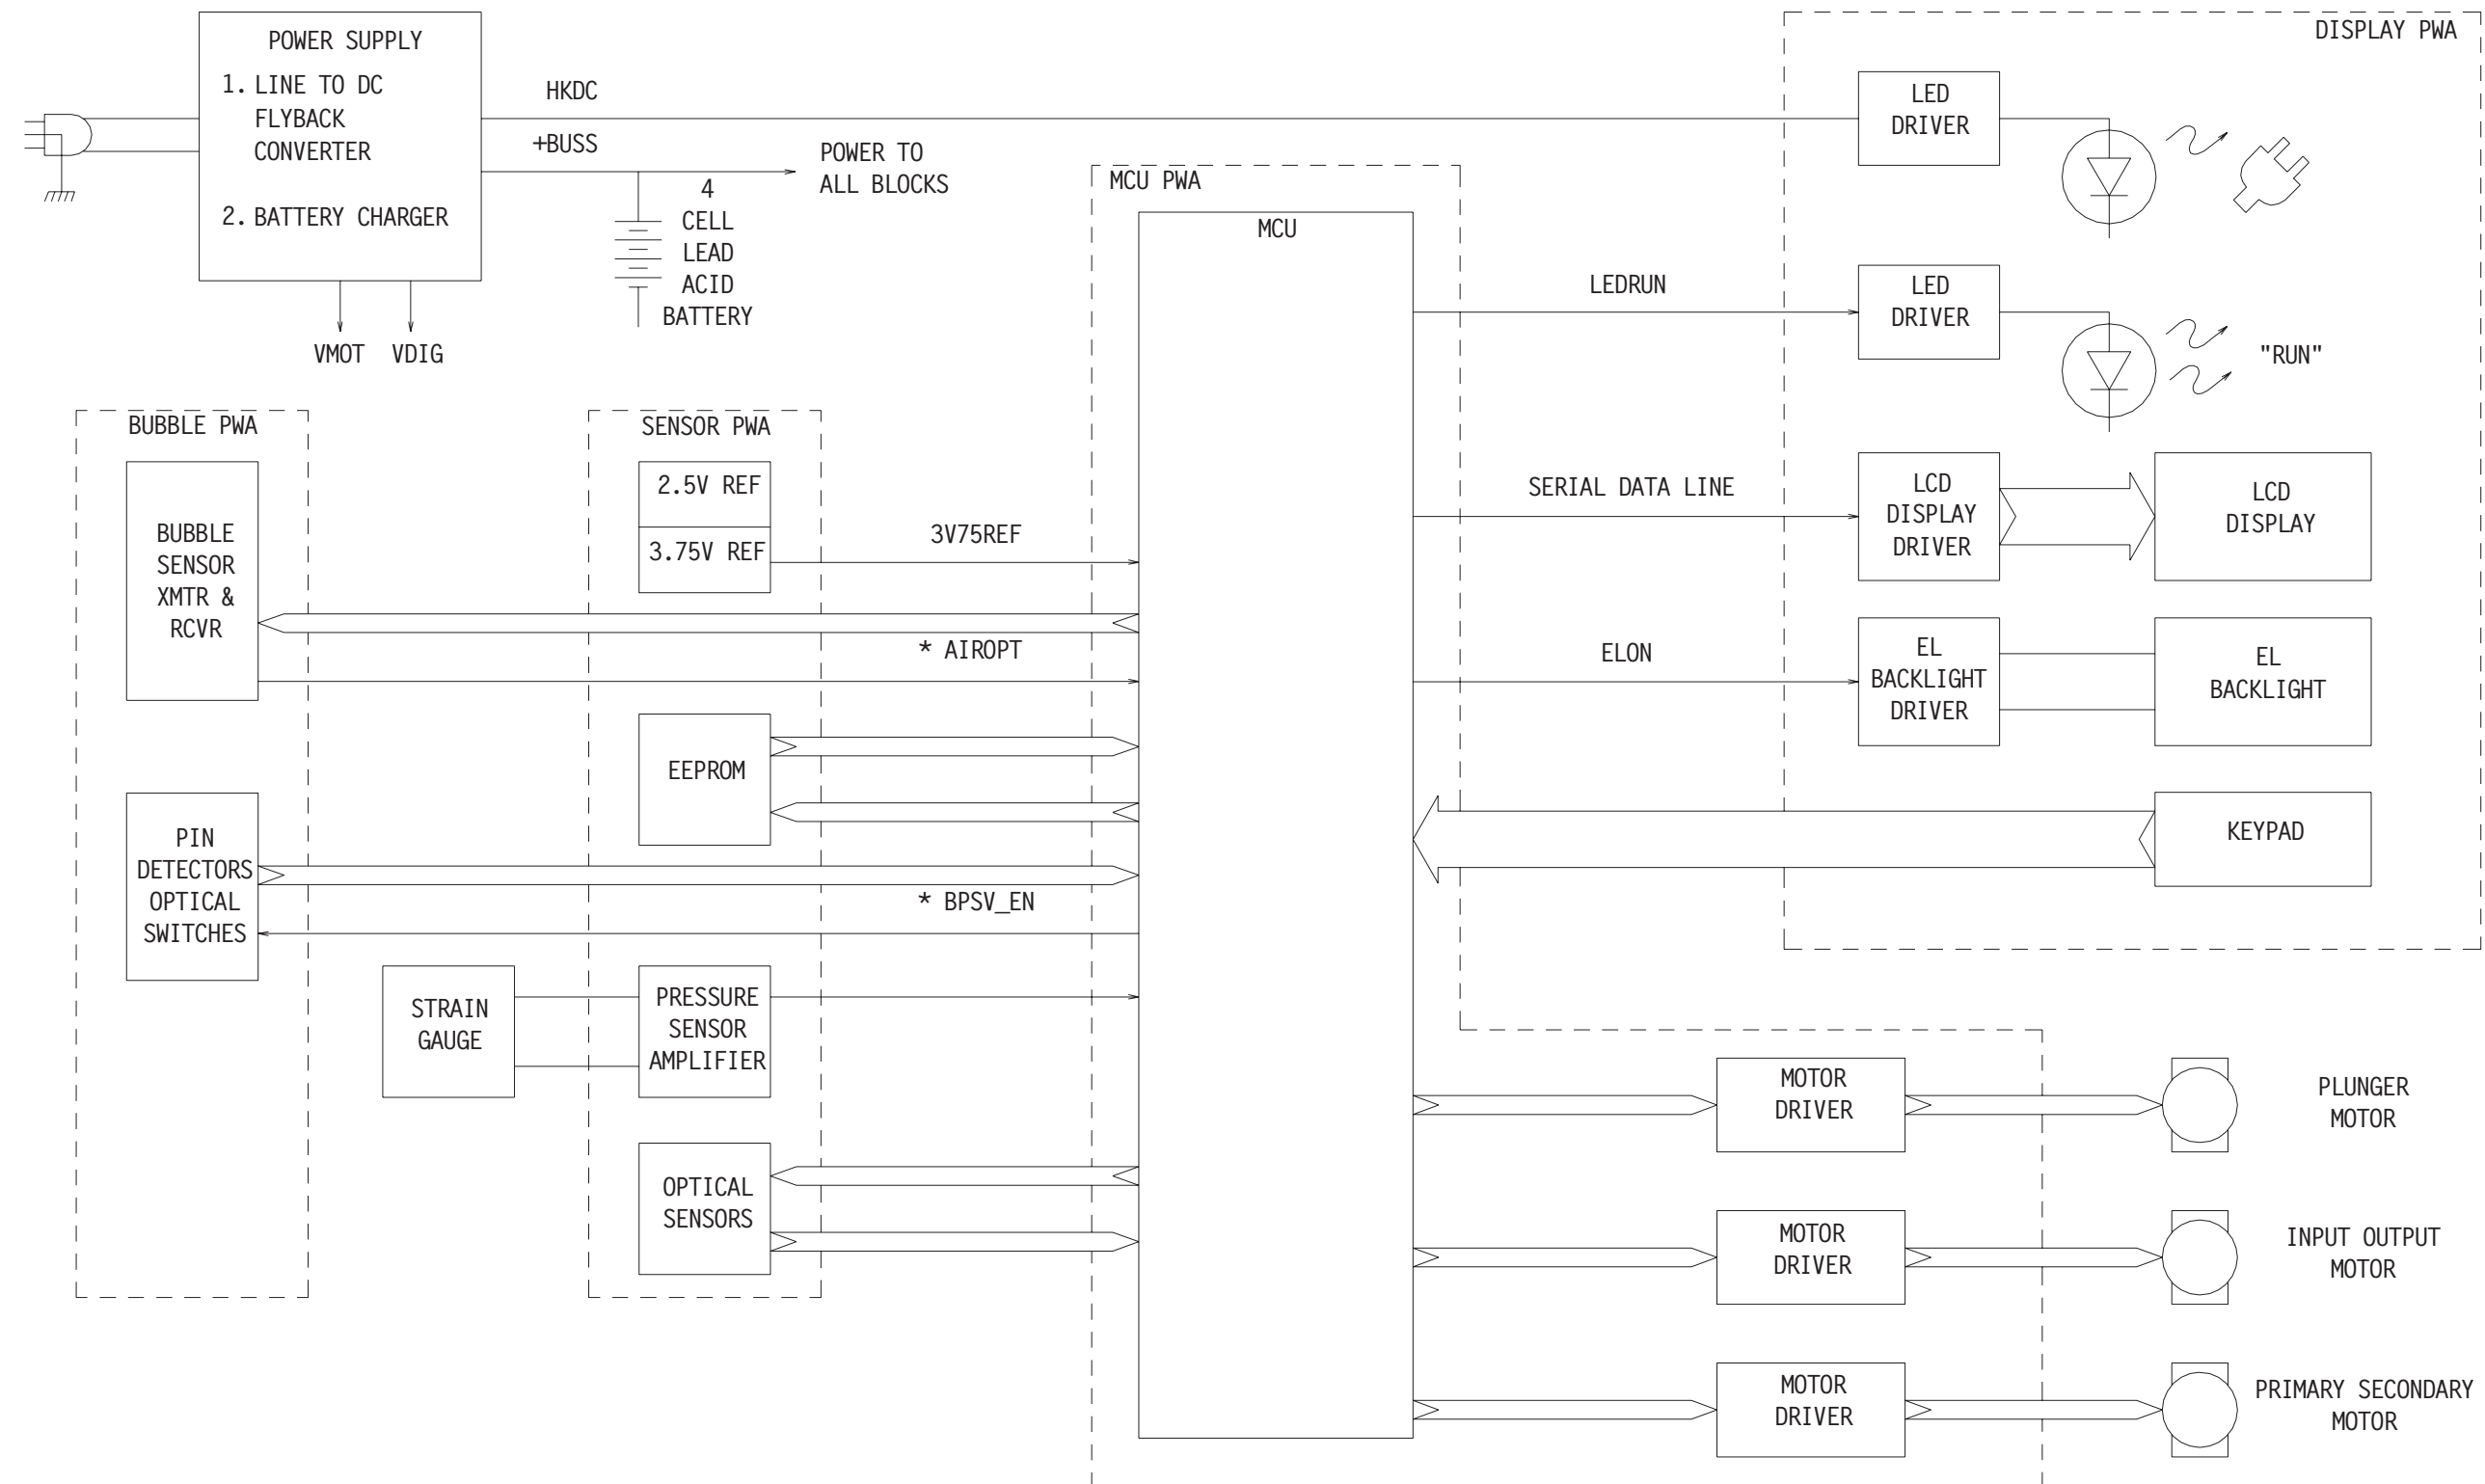 POWER SUPPLY
1. LINE TO DC
FLYBACK
CONVERTER
2. BATTERY CHARGER
HKDC
+BUSS
POWER TO
ALL BLOCKS
4
CELL
LEAD
ACID
BATTERY
VMOT VDIG
MCU PWA
MCU
DISPLAY PWA
LED
DRIVER
LEDRUN
LED
DRIVER
"RUN"
SERIAL DATA LINE
LCD
DISPLAY
DRIVER
LCD
DISPLAY
ELON
EL
BACKLIGHT
DRIVER
EL
BACKLIGHT
KEYPAD
BUBBLE PWA
BUBBLE
SENSOR
XMTR &
RCVR
PIN
DETECTORS
OPTICAL
SWITCHES
SENSOR PWA
2.5V REF
3.75V REF
3V75REF
* AIROPT
EEPROM
* BPSV_EN
STRAIN
GAUGE
PRESSURE
SENSOR
AMPLIFIER
OPTICAL
SENSORS
MOTOR
DRIVER
PLUNGER
MOTOR
MOTOR
DRIVER
INPUT OUTPUT
MOTOR
MOTOR
DRIVER
PRIMARY SECONDARY
MOTOR